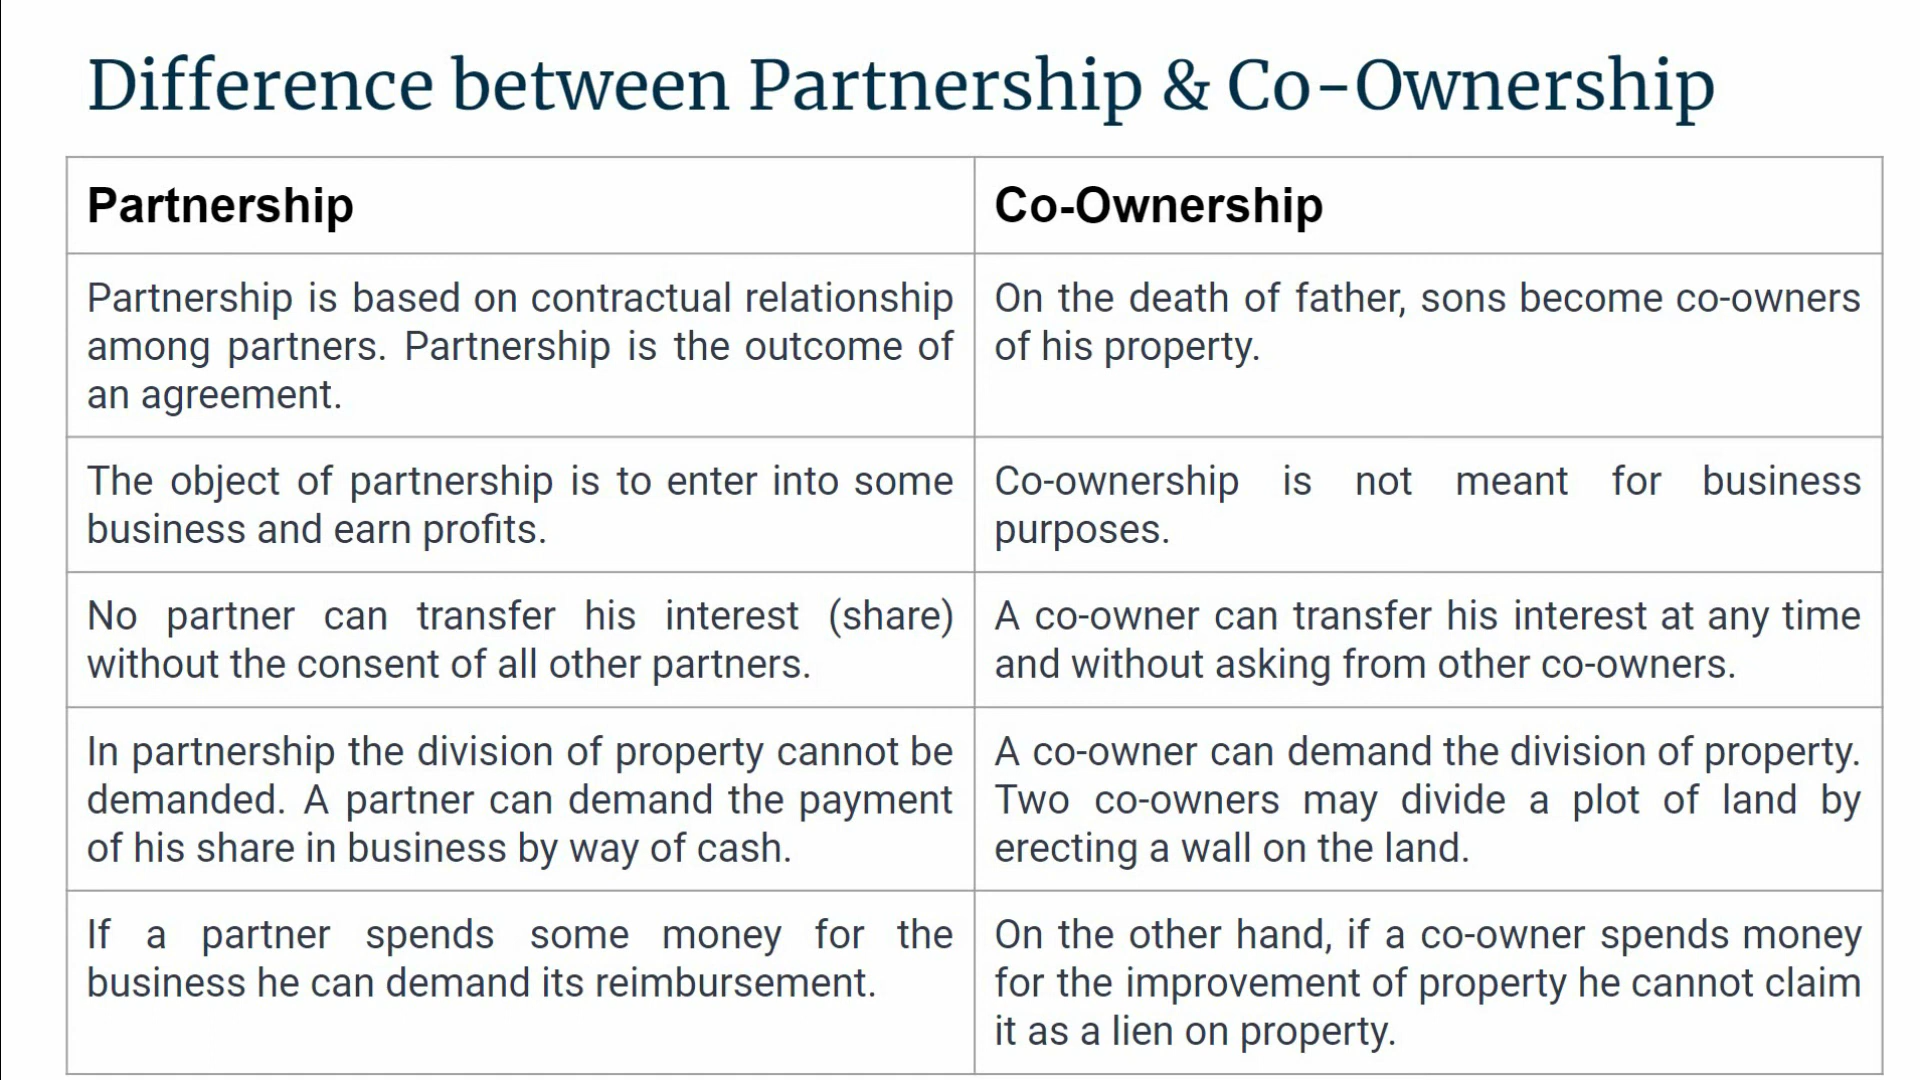 Difference between Partnership & Co-Ownership
Partnership
Co-Ownership
Partnership is based on contractual relationship
among partners. Partnership is the outcome of
an agreement.
On the death of father, sons become co-owners
of his property.
The object of partnership is to enter into some
business and earn profits.
Co-ownership is not meant for business
purposes.
No partner can transfer his interest (share)
without the consent of all other partners.
A co-owner can transfer his interest at any time
and without asking from other co-owners.
In partnership the division of property cannot be
demanded. A partner can demand the payment
of his share in business by way of cash.
A co-owner can demand the division of property.
Two co-owners may divide a plot of land by
erecting a wall on the land.
If a partner spends some money for the
business he can demand its reimbursement.
On the other hand, if a co-owner spends money
for the improvement of property he cannot claim
it as a lien on property.